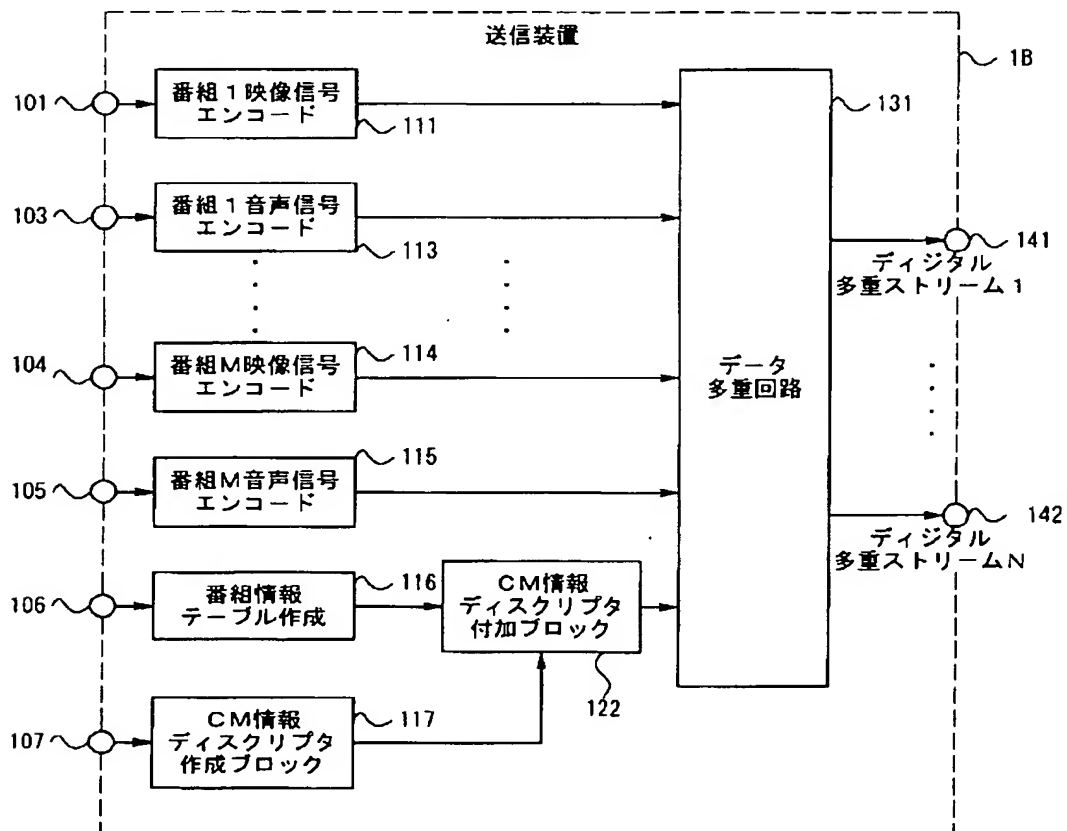 送信装置
1B
101
番組1映像信号
エンコード
111
131
103
番組1音声信号
エンコード
113
141
ディジタル
多重ストリーム1
104
番組M映像信号
エンコード
114
データ
多重回路
105
番組M音声信号
エンコード
115
142
ディジタル
多重ストリームN
106
番組情報
テーブル作成
116
CM情報
ディスクリプタ
付加ブロック
122
107
CM情報
ディスクリプタ
作成ブロック
117